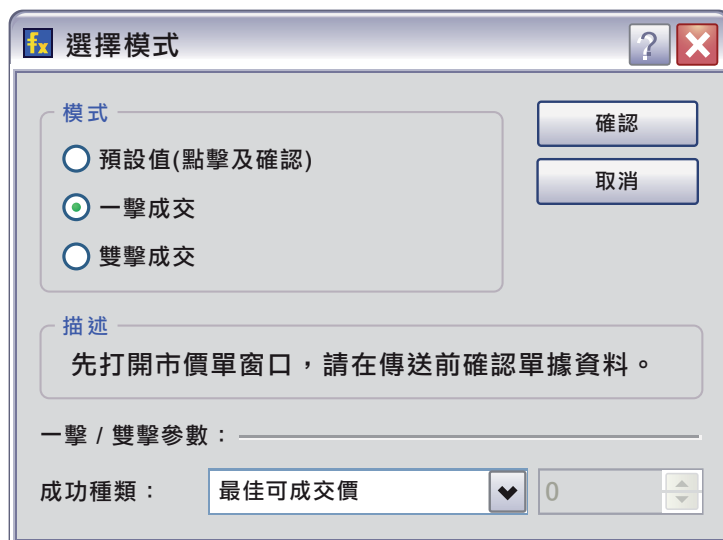 fx 選擇模式 ?
模式
預設值(點擊及確認)
一擊成交
雙擊成交
確認
取消
描述
先打開市價單窗口，請在傳送前確認單據資料。
一擊 / 雙擊參數：
成功種類： 最佳可成交價 0